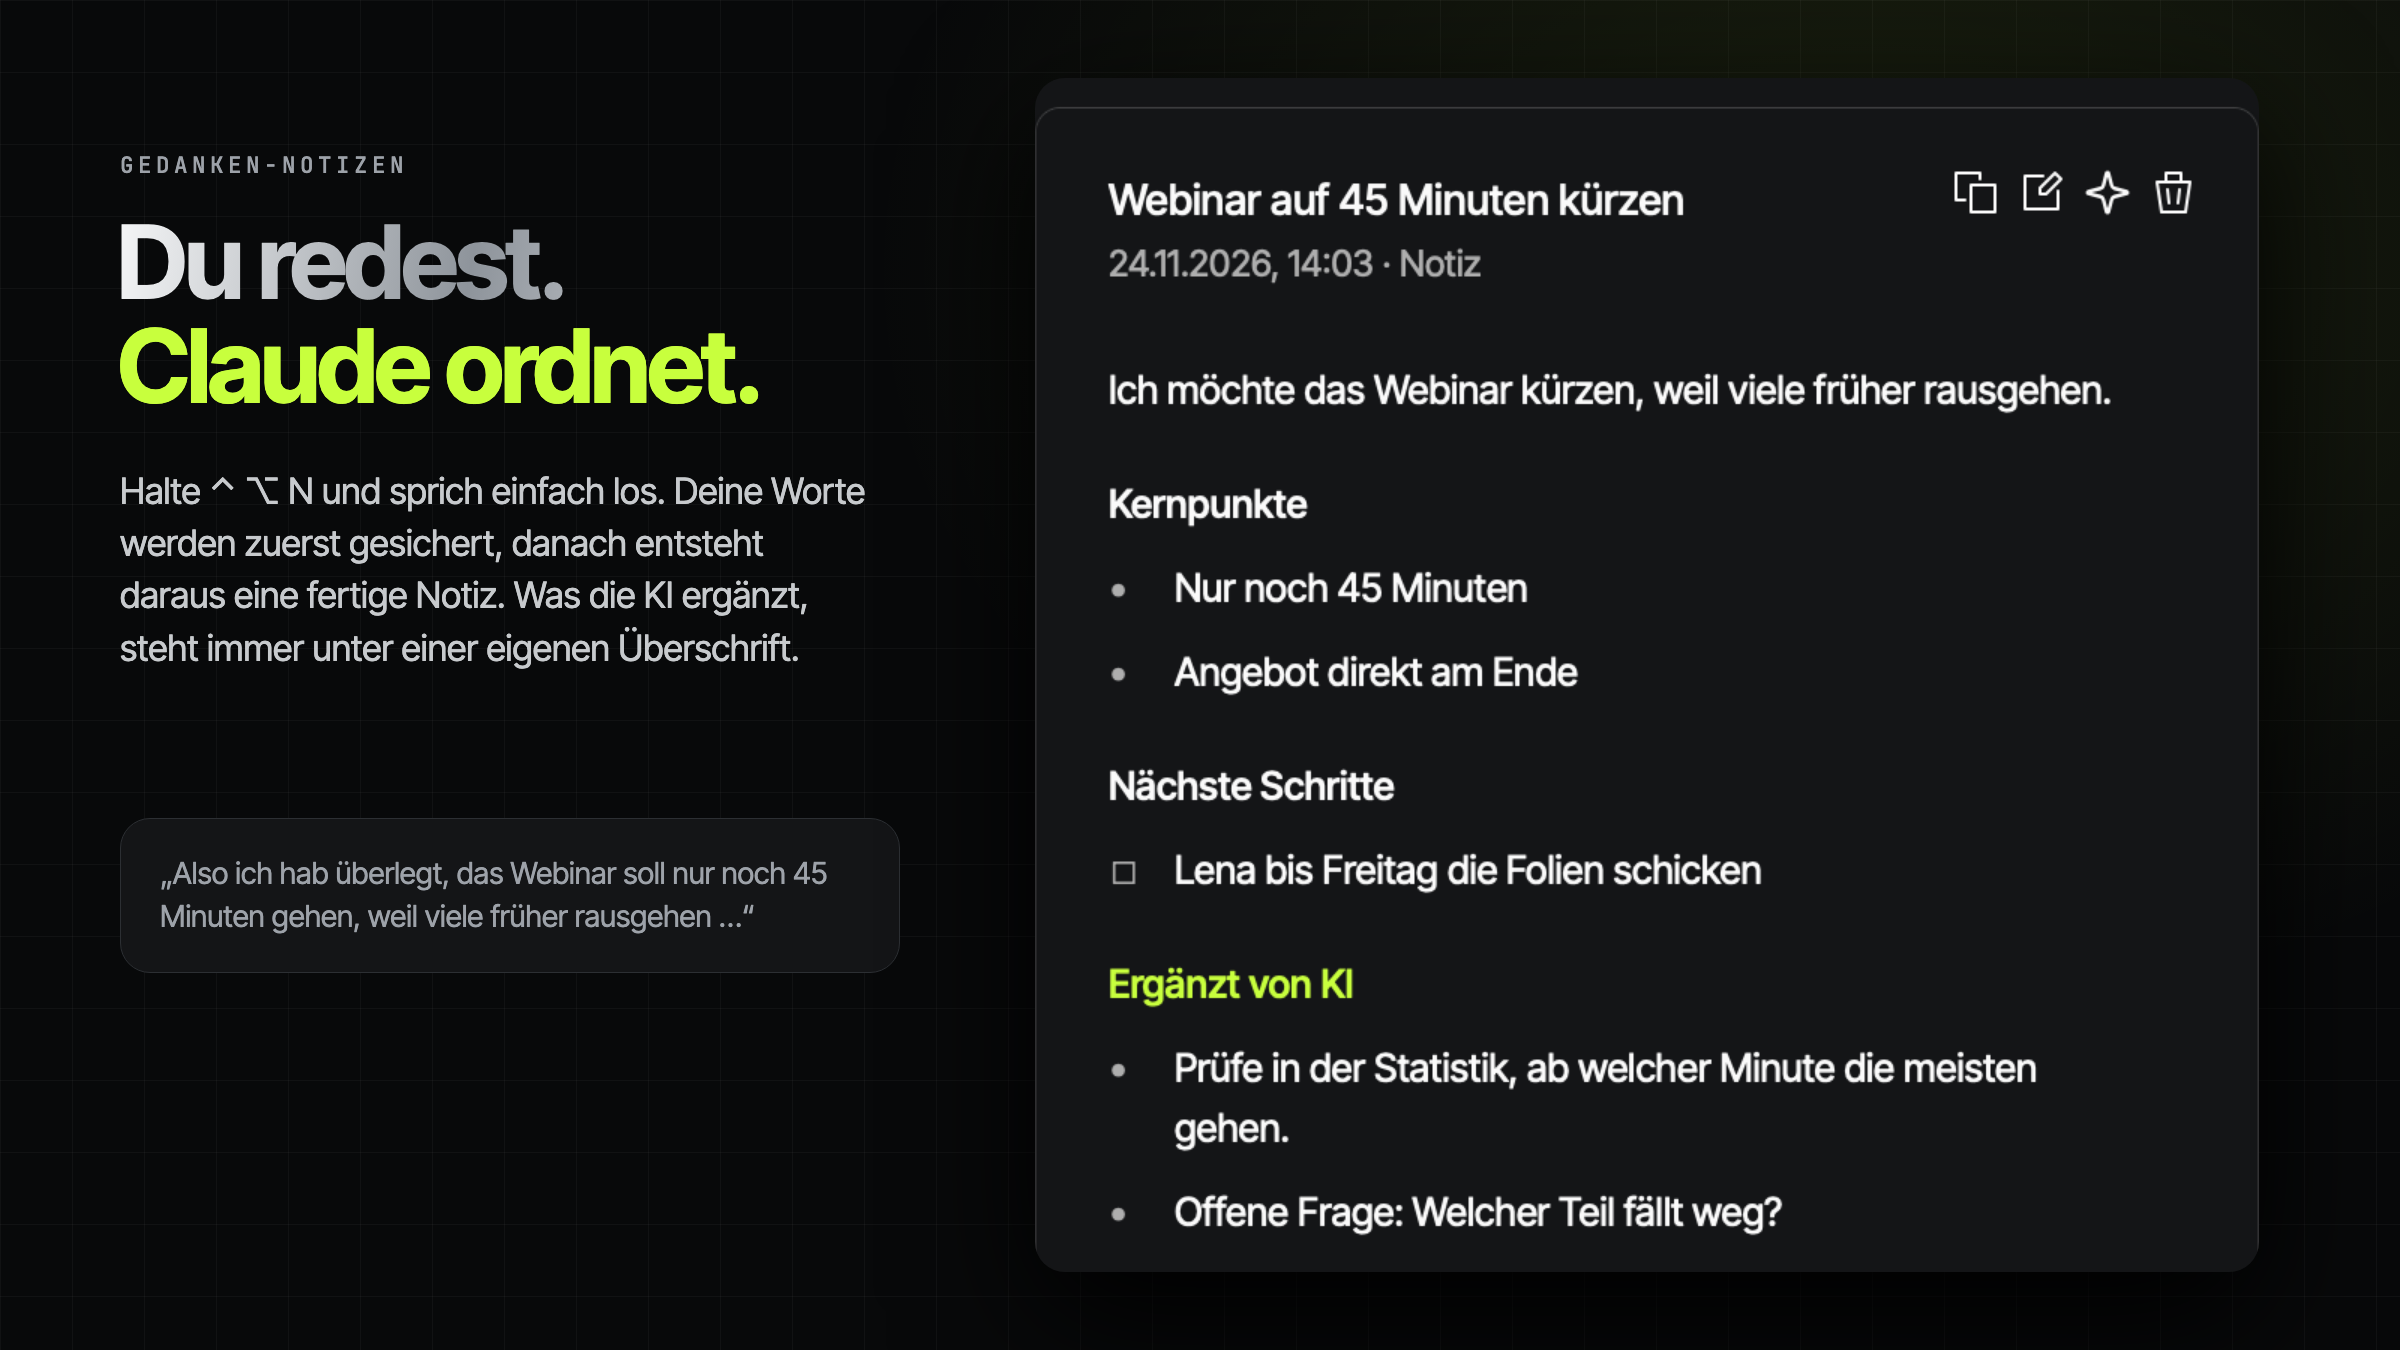 GEDANKEN-NOTIZEN
Du redest.
Claude ordnet.
Halte ⌃ ⌥ N und sprich einfach los. Deine Worte
werden zuerst gesichert, danach entsteht
daraus eine fertige Notiz. Was die KI ergänzt,
steht immer unter einer eigenen Überschrift.
„Also ich hab überlegt, das Webinar soll nur noch 45
Minuten gehen, weil viele früher rausgehen ...“
Webinar auf 45 Minuten kürzen
24.11.2026, 14:03 · Notiz
Ich möchte das Webinar kürzen, weil viele früher rausgehen.
Kernpunkte
• Nur noch 45 Minuten
• Angebot direkt am Ende
Nächste Schritte
☐ Lena bis Freitag die Folien schicken
Ergänzt von KI
• Prüfe in der Statistik, ab welcher Minute die meisten
gehen.
• Offene Frage: Welcher Teil fällt weg?